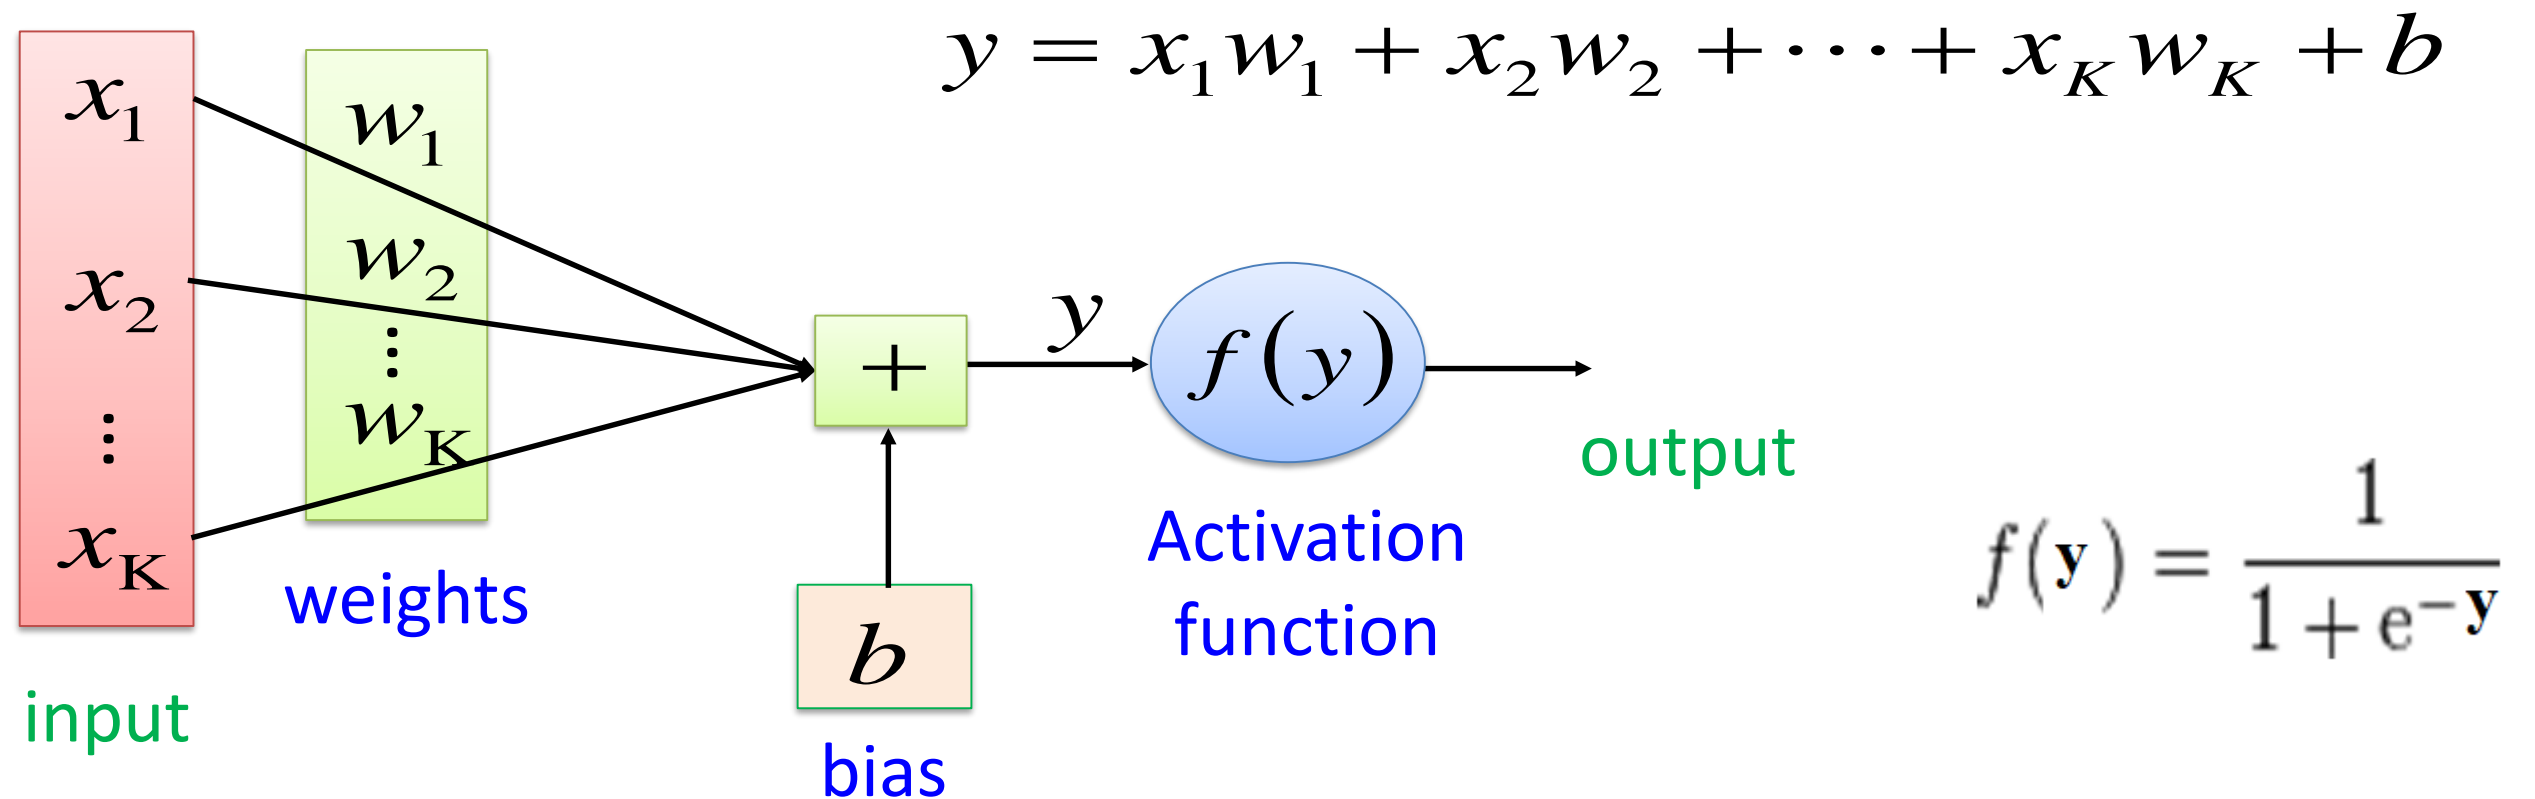 y = x₁w₁ + x₂w₂ + ⋯ + x_K w_K + b
x₁
x₂
⋮
x_K
input
w₁
w₂
⋮
w_K
weights
+
b
bias
y
f(y)
Activation
function
output
f(y) = 1 / (1 + e^−y)